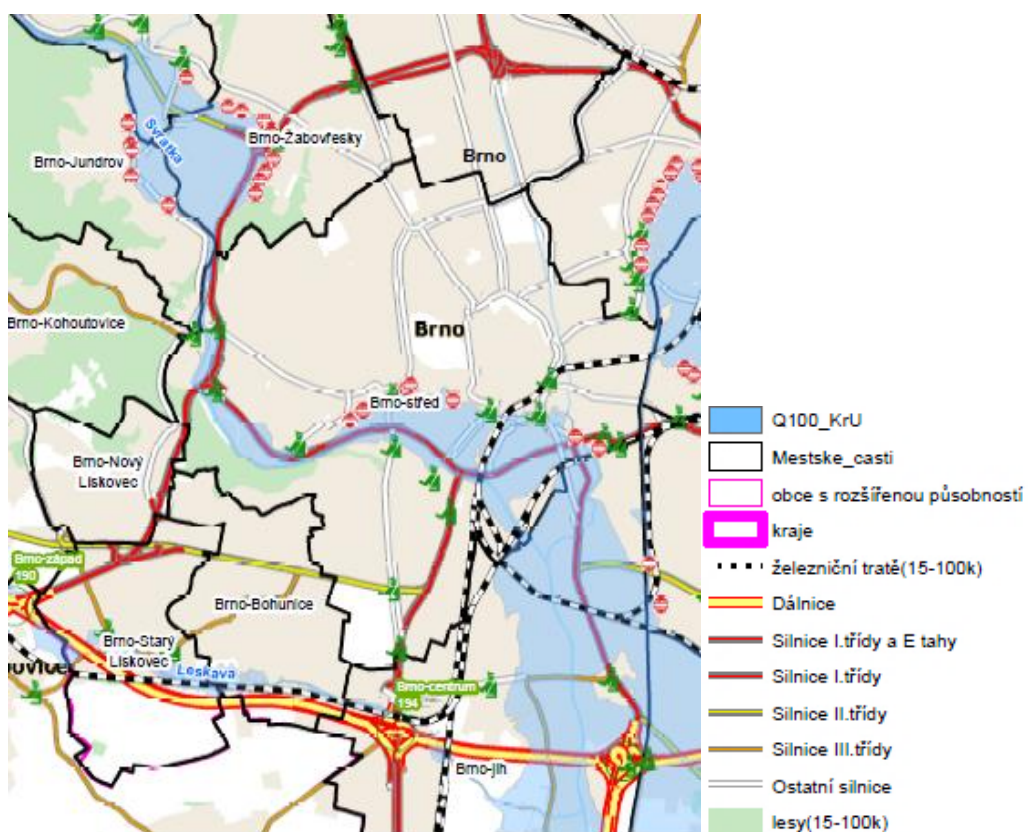 Svratka
Brno-Žabovřesky
Brno-Jundrov
Brno
Brno-Kohoutovice
Brno
Brno-střed
Brno-Nový
Lískovec
Brno-západ
190
Brno-Bohunice
Brno-Starý
Lískovec
Leskava
Brno-centrum
194
Brno-jih
Q100_KrU
Mestske_casti
obce s rozšířenou působností
kraje
železniční tratě(15-100k)
Dálnice
Silnice I.třídy a E tahy
Silnice I.třídy
Silnice II.třídy
Silnice III.třídy
Ostatní silnice
lesy(15-100k)